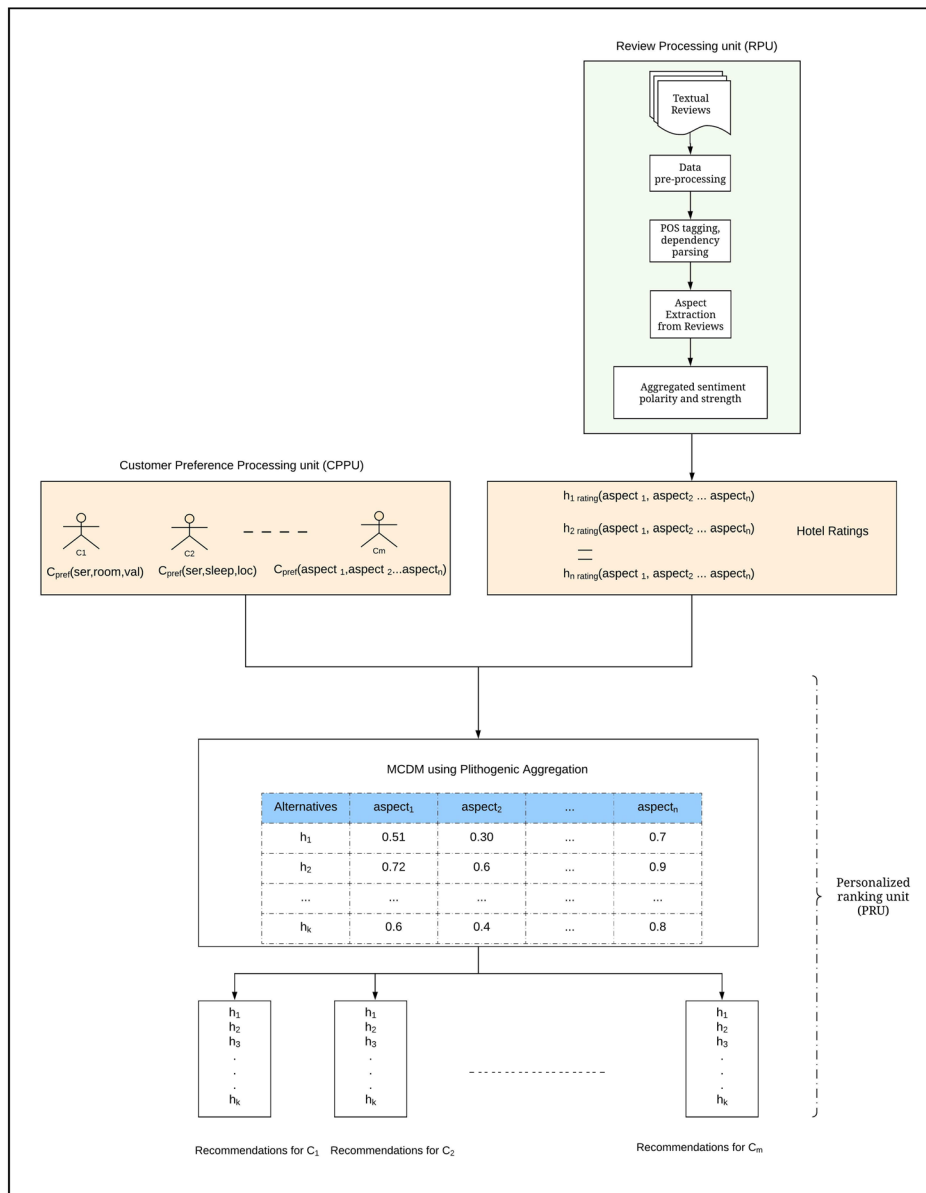 Review Processing unit (RPU)
Textual
Reviews
Data
pre-processing
POS tagging,
dependency
parsing
Aspect
Extraction
from Reviews
Aggregated sentiment
polarity and strength
Customer Preference Processing unit (CPPU)
C1
C2
Cm
C_pref(ser,room,val)
C_pref(ser,sleep,loc)
C_pref(aspect ₁,aspect ₂...aspectₙ)
h₁ rating(aspect ₁, aspect₂ ... aspectₙ)
h₂ rating(aspect ₁, aspect₂ ... aspectₙ)
hₙ rating(aspect ₁, aspect₂ ... aspectₙ)
Hotel Ratings
MCDM using Plithogenic Aggregation
Alternatives aspect₁ aspect₂ ... aspectₙ
h₁ 0.51 0.30 ... 0.7
h₂ 0.72 0.6 ... 0.9
... ... ... ... ...
hₖ 0.6 0.4 ... 0.8
Personalized
ranking unit
(PRU)
h₁
h₂
h₃
.
.
.
hₖ
Recommendations for C₁
h₁
h₂
h₃
.
.
.
hₖ
Recommendations for C₂
h₁
h₂
h₃
.
.
.
hₖ
Recommendations for Cₘ